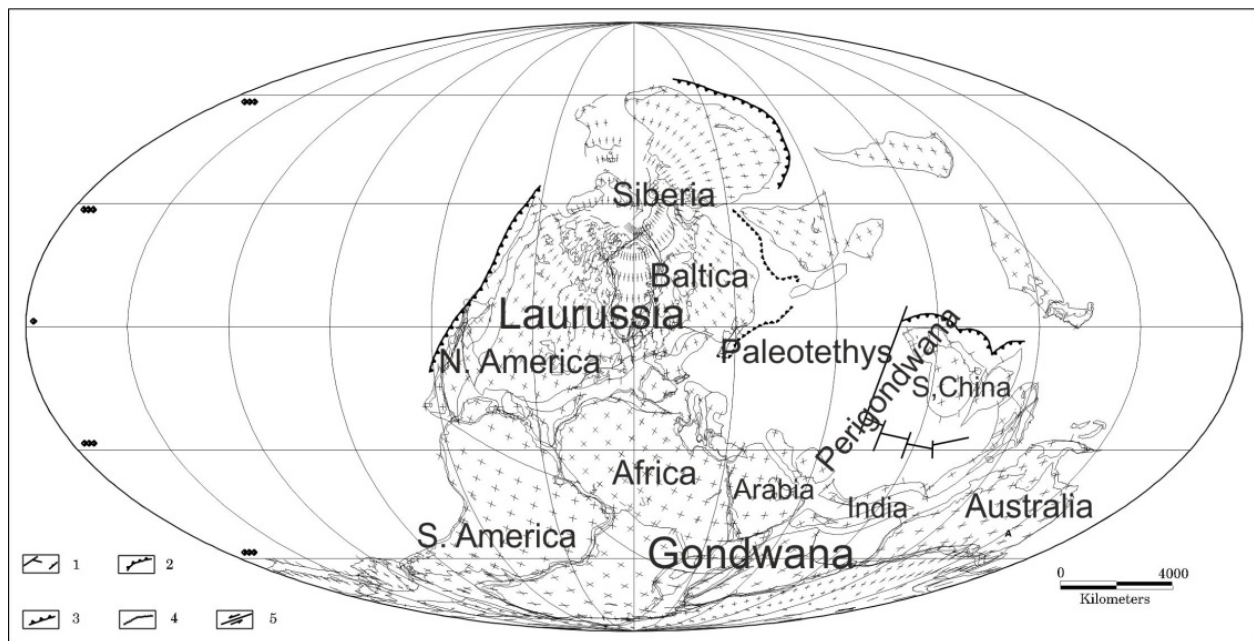 Siberia
Baltica
Laurussia
N. America
Paleotethys
Perigondwana
S,China
Africa
Arabia
India
Australia
A
S. America
Gondwana
1
2
3
4
5
0 4000
Kilometers